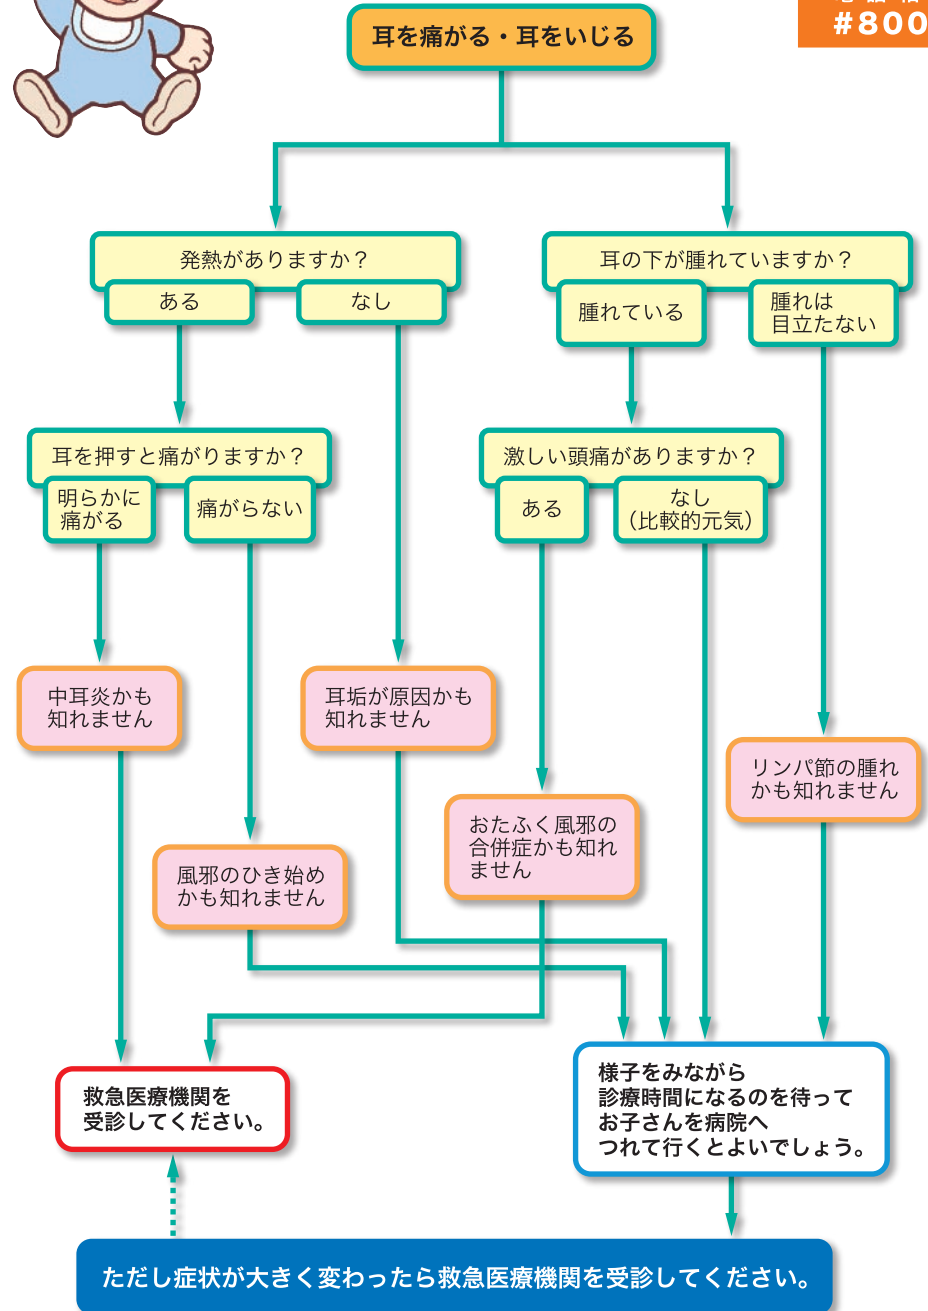 #800
耳を痛がる・耳をいじる
発熱がありますか？
ある
なし
耳の下が腫れていますか？
腫れている
腫れは
目立たない
耳を押すと痛がりますか？
明らかに
痛がる
痛がらない
激しい頭痛がありますか？
ある
なし
（比較的元気）
中耳炎かも
知れません
耳垢が原因かも
知れません
リンパ節の腫れ
かも知れません
おたふく風邪の
合併症かも知れ
ません
風邪のひき始め
かも知れません
救急医療機関を
受診してください。
様子をみながら
診療時間になるのを待って
お子さんを病院へ
つれて行くとよいでしょう。
ただし症状が大きく変わったら救急医療機関を受診してください。